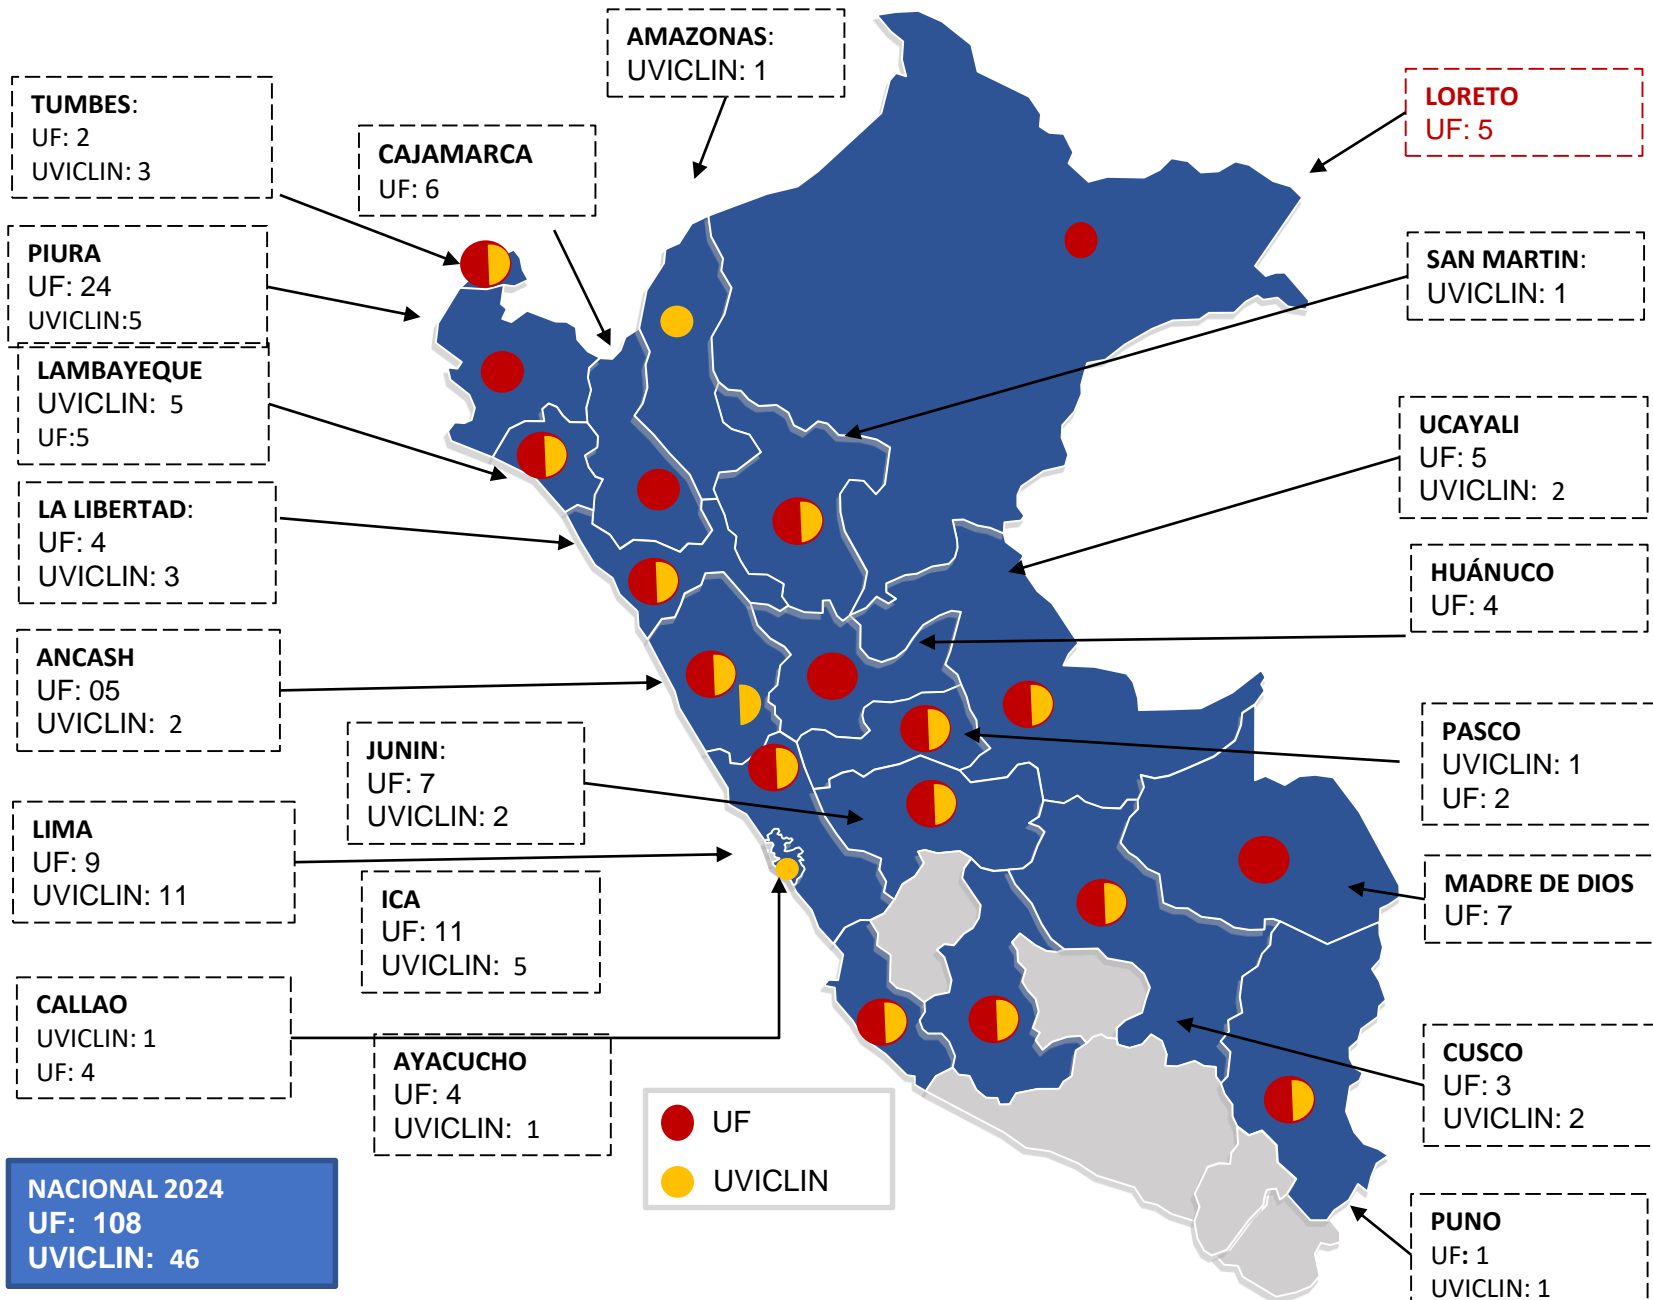 AMAZONAS:
UVICLIN: 1
TUMBES:
UF: 2
UVICLIN: 3
CAJAMARCA
UF: 6
LORETO
UF: 5
PIURA
UF: 24
UVICLIN:5
SAN MARTIN:
UVICLIN: 1
LAMBAYEQUE
UVICLIN: 5
UF:5
UCAYALI
UF: 5
UVICLIN: 2
LA LIBERTAD:
UF: 4
UVICLIN: 3
HUÁNUCO
UF: 4
ANCASH
UF: 05
UVICLIN: 2
JUNIN:
UF: 7
UVICLIN: 2
PASCO
UVICLIN: 1
UF: 2
LIMA
UF: 9
UVICLIN: 11
ICA
UF: 11
UVICLIN: 5
MADRE DE DIOS
UF: 7
CALLAO
UVICLIN: 1
UF: 4
AYACUCHO
UF: 4
UVICLIN: 1
CUSCO
UF: 3
UVICLIN: 2
UF
UVICLIN
NACIONAL 2024
UF: 108
UVICLIN: 46
PUNO
UF: 1
UVICLIN: 1